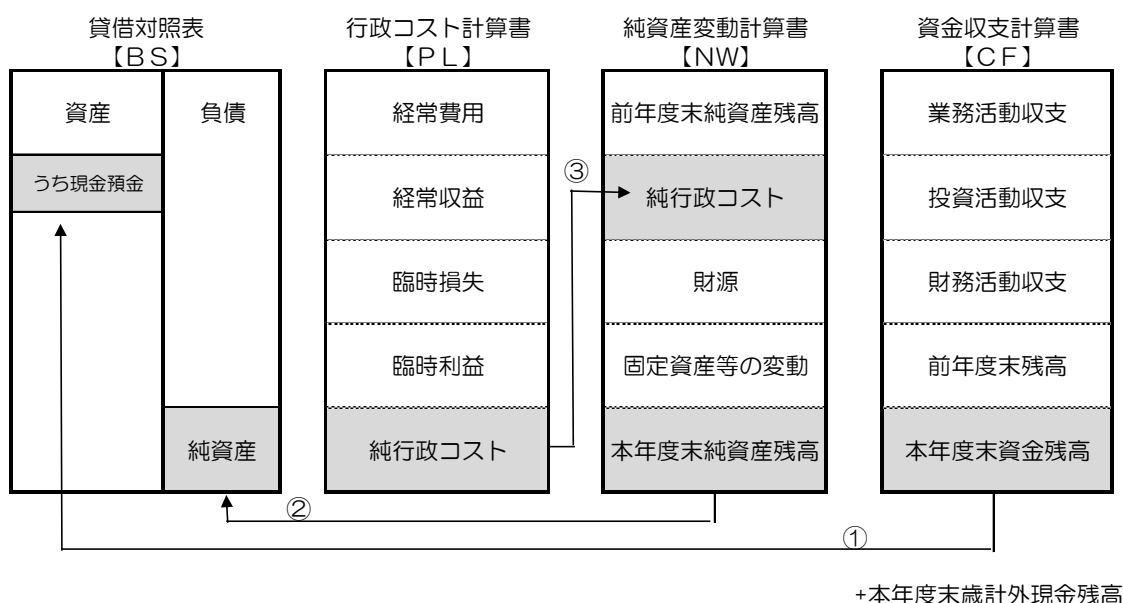 貸借対照表
【BS】
資産
負債
うち現金預金
純資産
行政コスト計算書
【PL】
経常費用
経常収益
臨時損失
臨時利益
純行政コスト
③
純資産変動計算書
【NW】
前年度末純資産残高
純行政コスト
財源
固定資産等の変動
本年度末純資産残高
資金収支計算書
【CF】
業務活動収支
投資活動収支
財務活動収支
前年度末残高
本年度末資金残高
②
①
+本年度末歳計外現金残高